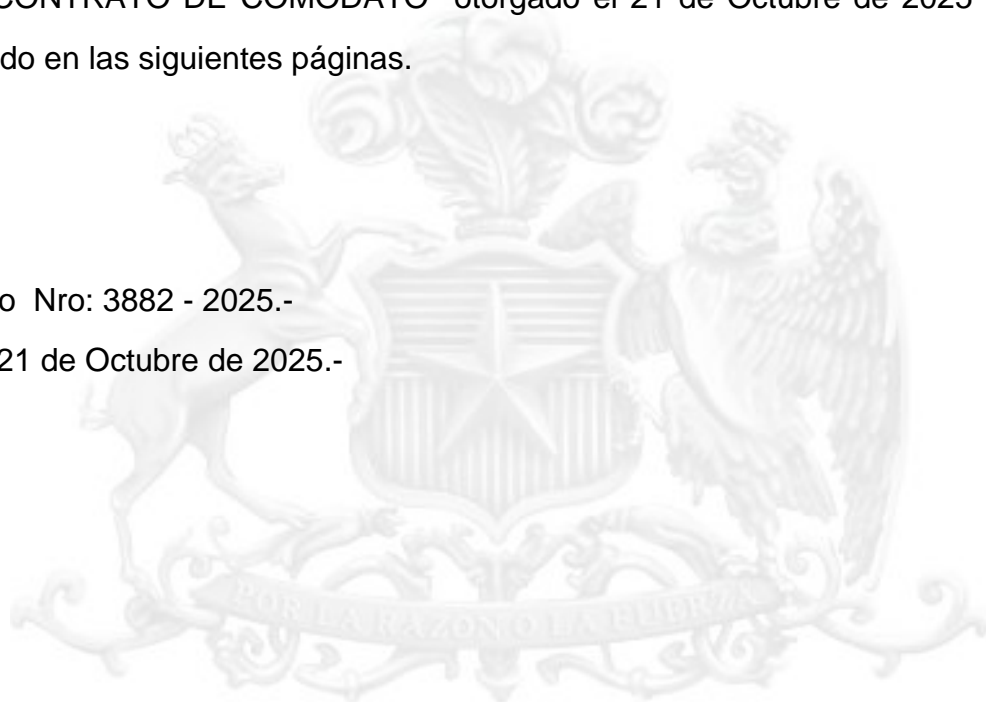 CONTRATO DE COMODATO otorgado el 21 de Octubre de 2025
do en las siguientes páginas.
o Nro: 3882 - 2025.-
21 de Octubre de 2025.-
POR LA RAZON O LA FUERZA